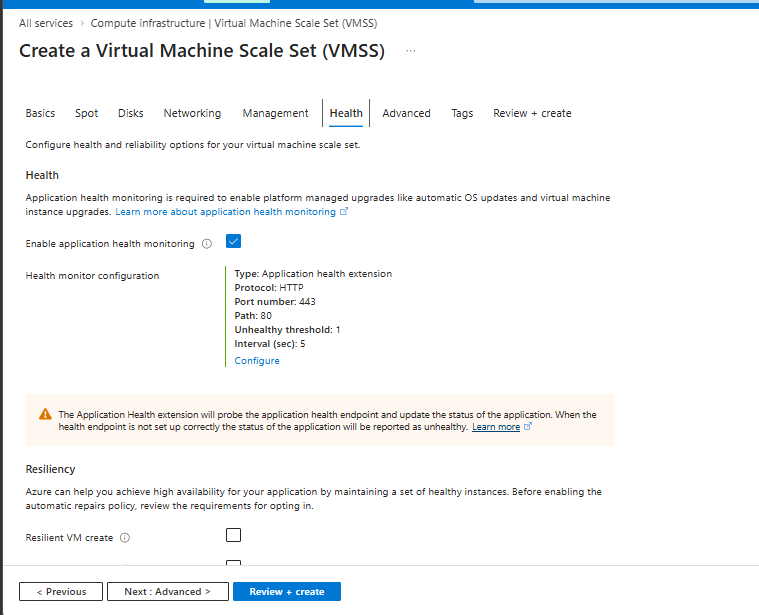 All services > Compute infrastructure | Virtual Machine Scale Set (VMSS)
Create a Virtual Machine Scale Set (VMSS) ...
Basics Spot Disks Networking Management Health Advanced Tags Review + create
Configure health and reliability options for your virtual machine scale set.
Health
Application health monitoring is required to enable platform managed upgrades like automatic OS updates and virtual machine
instance upgrades. Learn more about application health monitoring
Enable application health monitoring
Health monitor configuration
Type: Application health extension
Protocol: HTTP
Port number: 443
Path: 80
Unhealthy threshold: 1
Interval (sec): 5
Configure
The Application Health extension will probe the application health endpoint and update the status of the application. When the
health endpoint is not set up correctly the status of the application will be reported as unhealthy. Learn more
Resiliency
Azure can help you achieve high availability for your application by maintaining a set of healthy instances. Before enabling the
automatic repairs policy, review the requirements for opting in.
Resilient VM create
< Previous Next : Advanced > Review + create